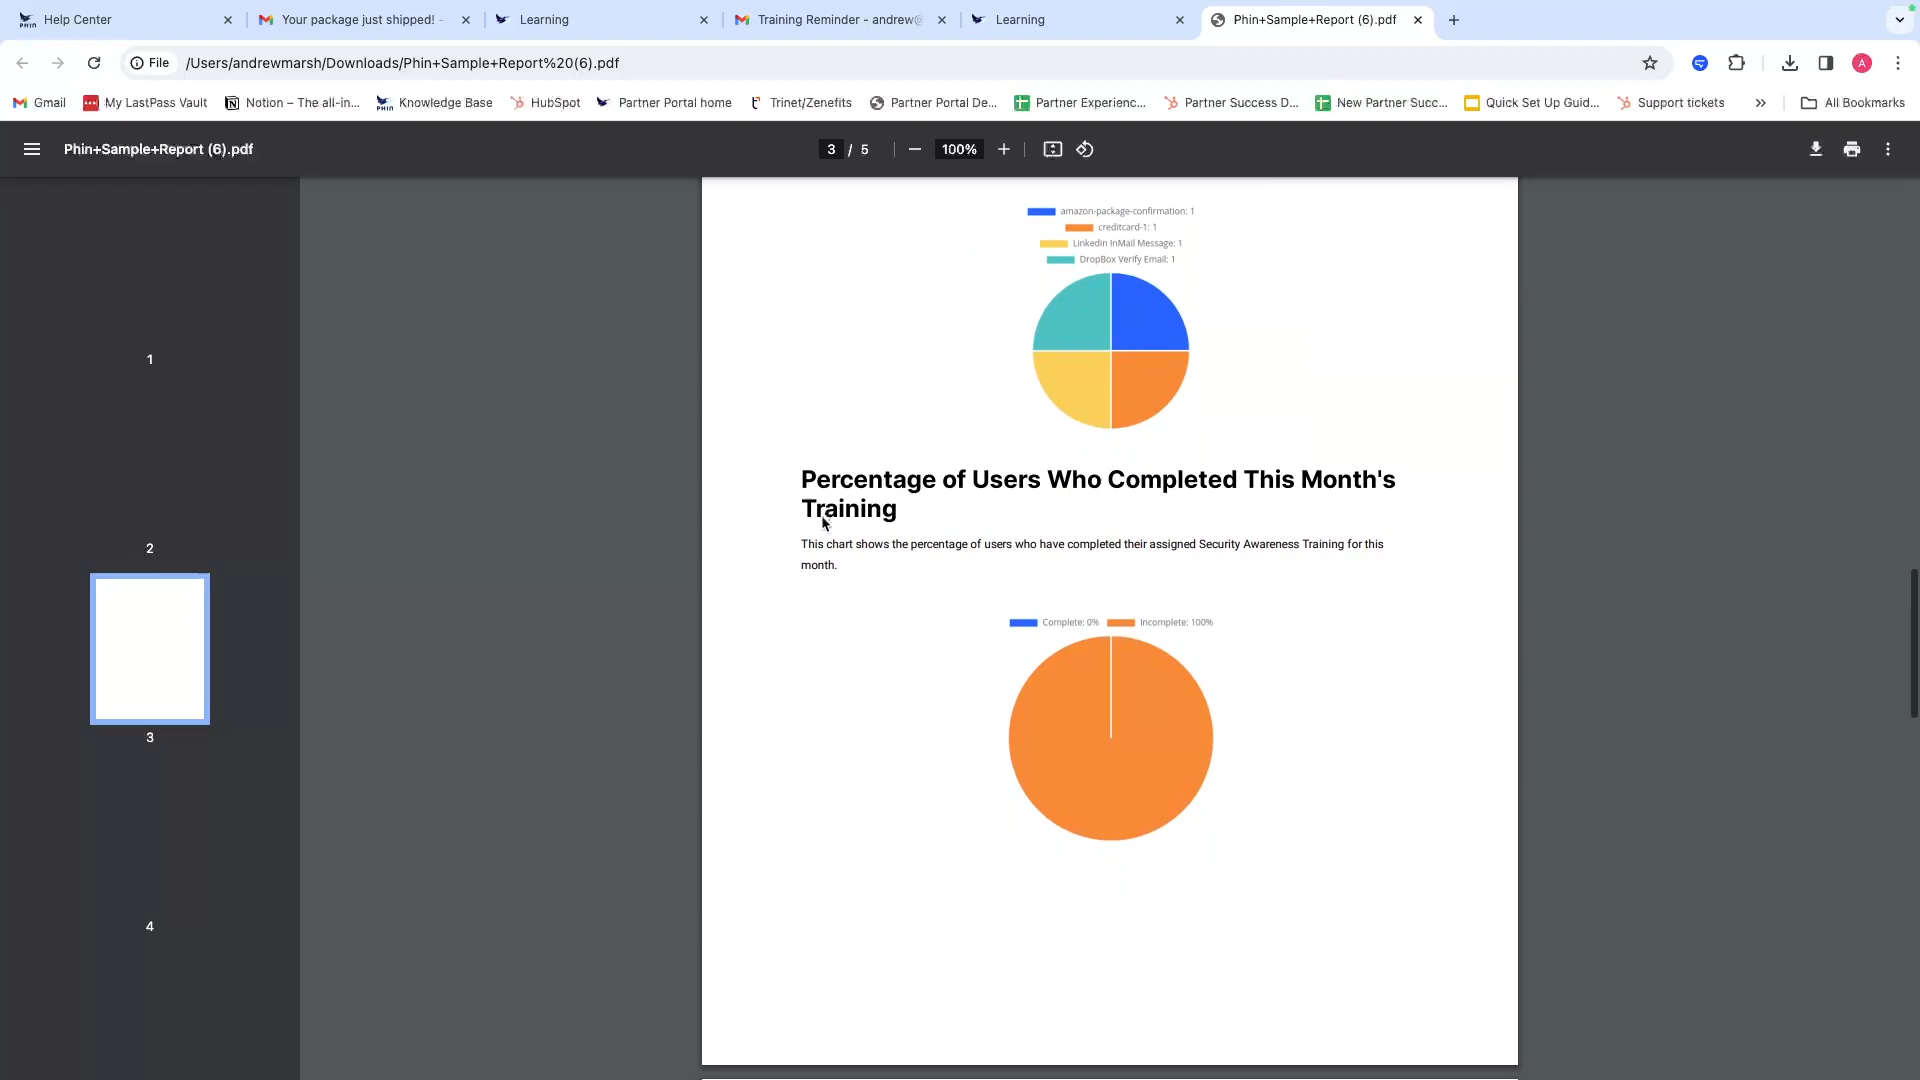 Help Center
Your package just shipped! -
Learning
Training Reminder - andrew@
Learning
Phin+Sample+Report (6).pdf
File
/Users/andrewmarsh/Downloads/Phin+Sample+Report%20(6).pdf
A
Gmail
My LastPass Vault
Notion – The all-in...
Knowledge Base
HubSpot
Partner Portal home
Trinet/Zenefits
Partner Portal De...
Partner Experienc...
Partner Success D...
New Partner Succ...
Quick Set Up Guid...
Support tickets
All Bookmarks
Phin+Sample+Report (6).pdf
3 / 5
100%
amazon-package-confirmation: 1
creditcard-1: 1
LinkedIn InMail Message: 1
DropBox Verify Email: 1
Percentage of Users Who Completed This Month's
Training
This chart shows the percentage of users who have completed their assigned Security Awareness Training for this
month.
Complete: 0% Incomplete: 100%
1
2
3
4